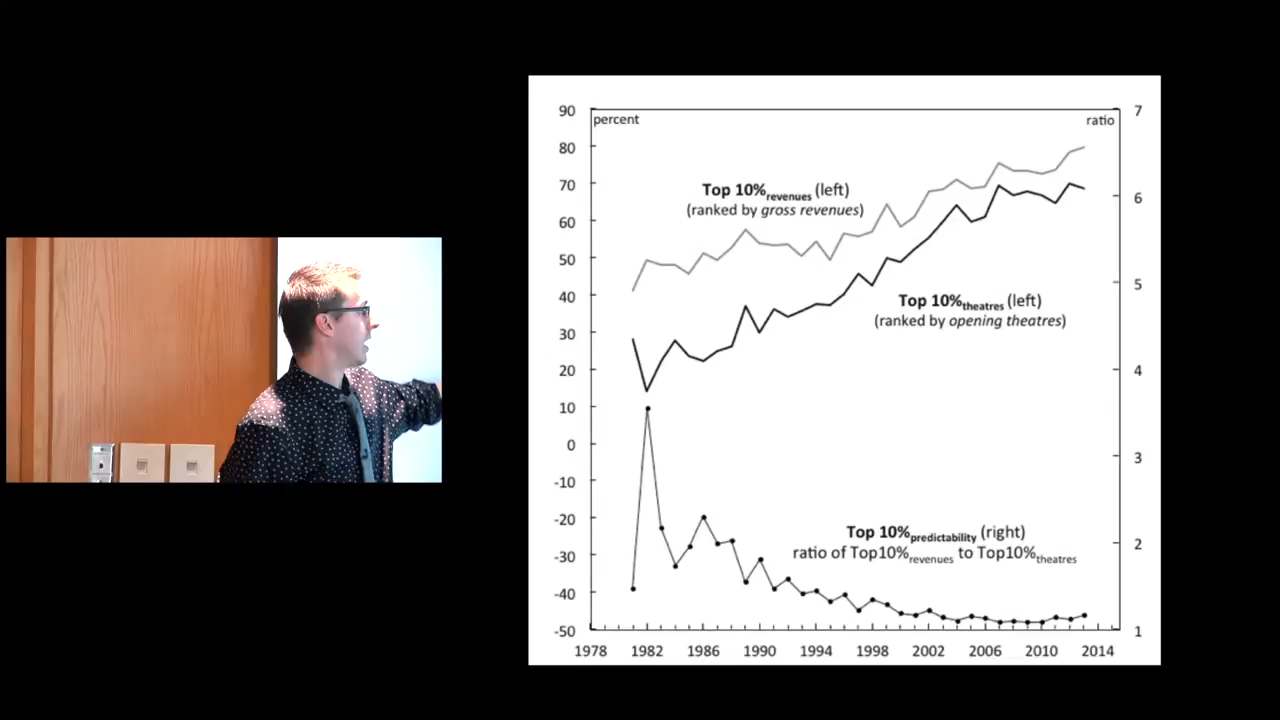 90
80
70
60
50
40
30
20
10
0
-10
-20
-30
-40
-50
percent
ratio
7
6
5
4
3
2
1
Top 10%revenues (left)
(ranked by gross revenues)
Top 10%theatres (left)
(ranked by opening theatres)
Top 10%predictability (right)
ratio of Top10%revenues to Top10%theatres
1978 1982 1986 1990 1994 1998 2002 2006 2010 2014